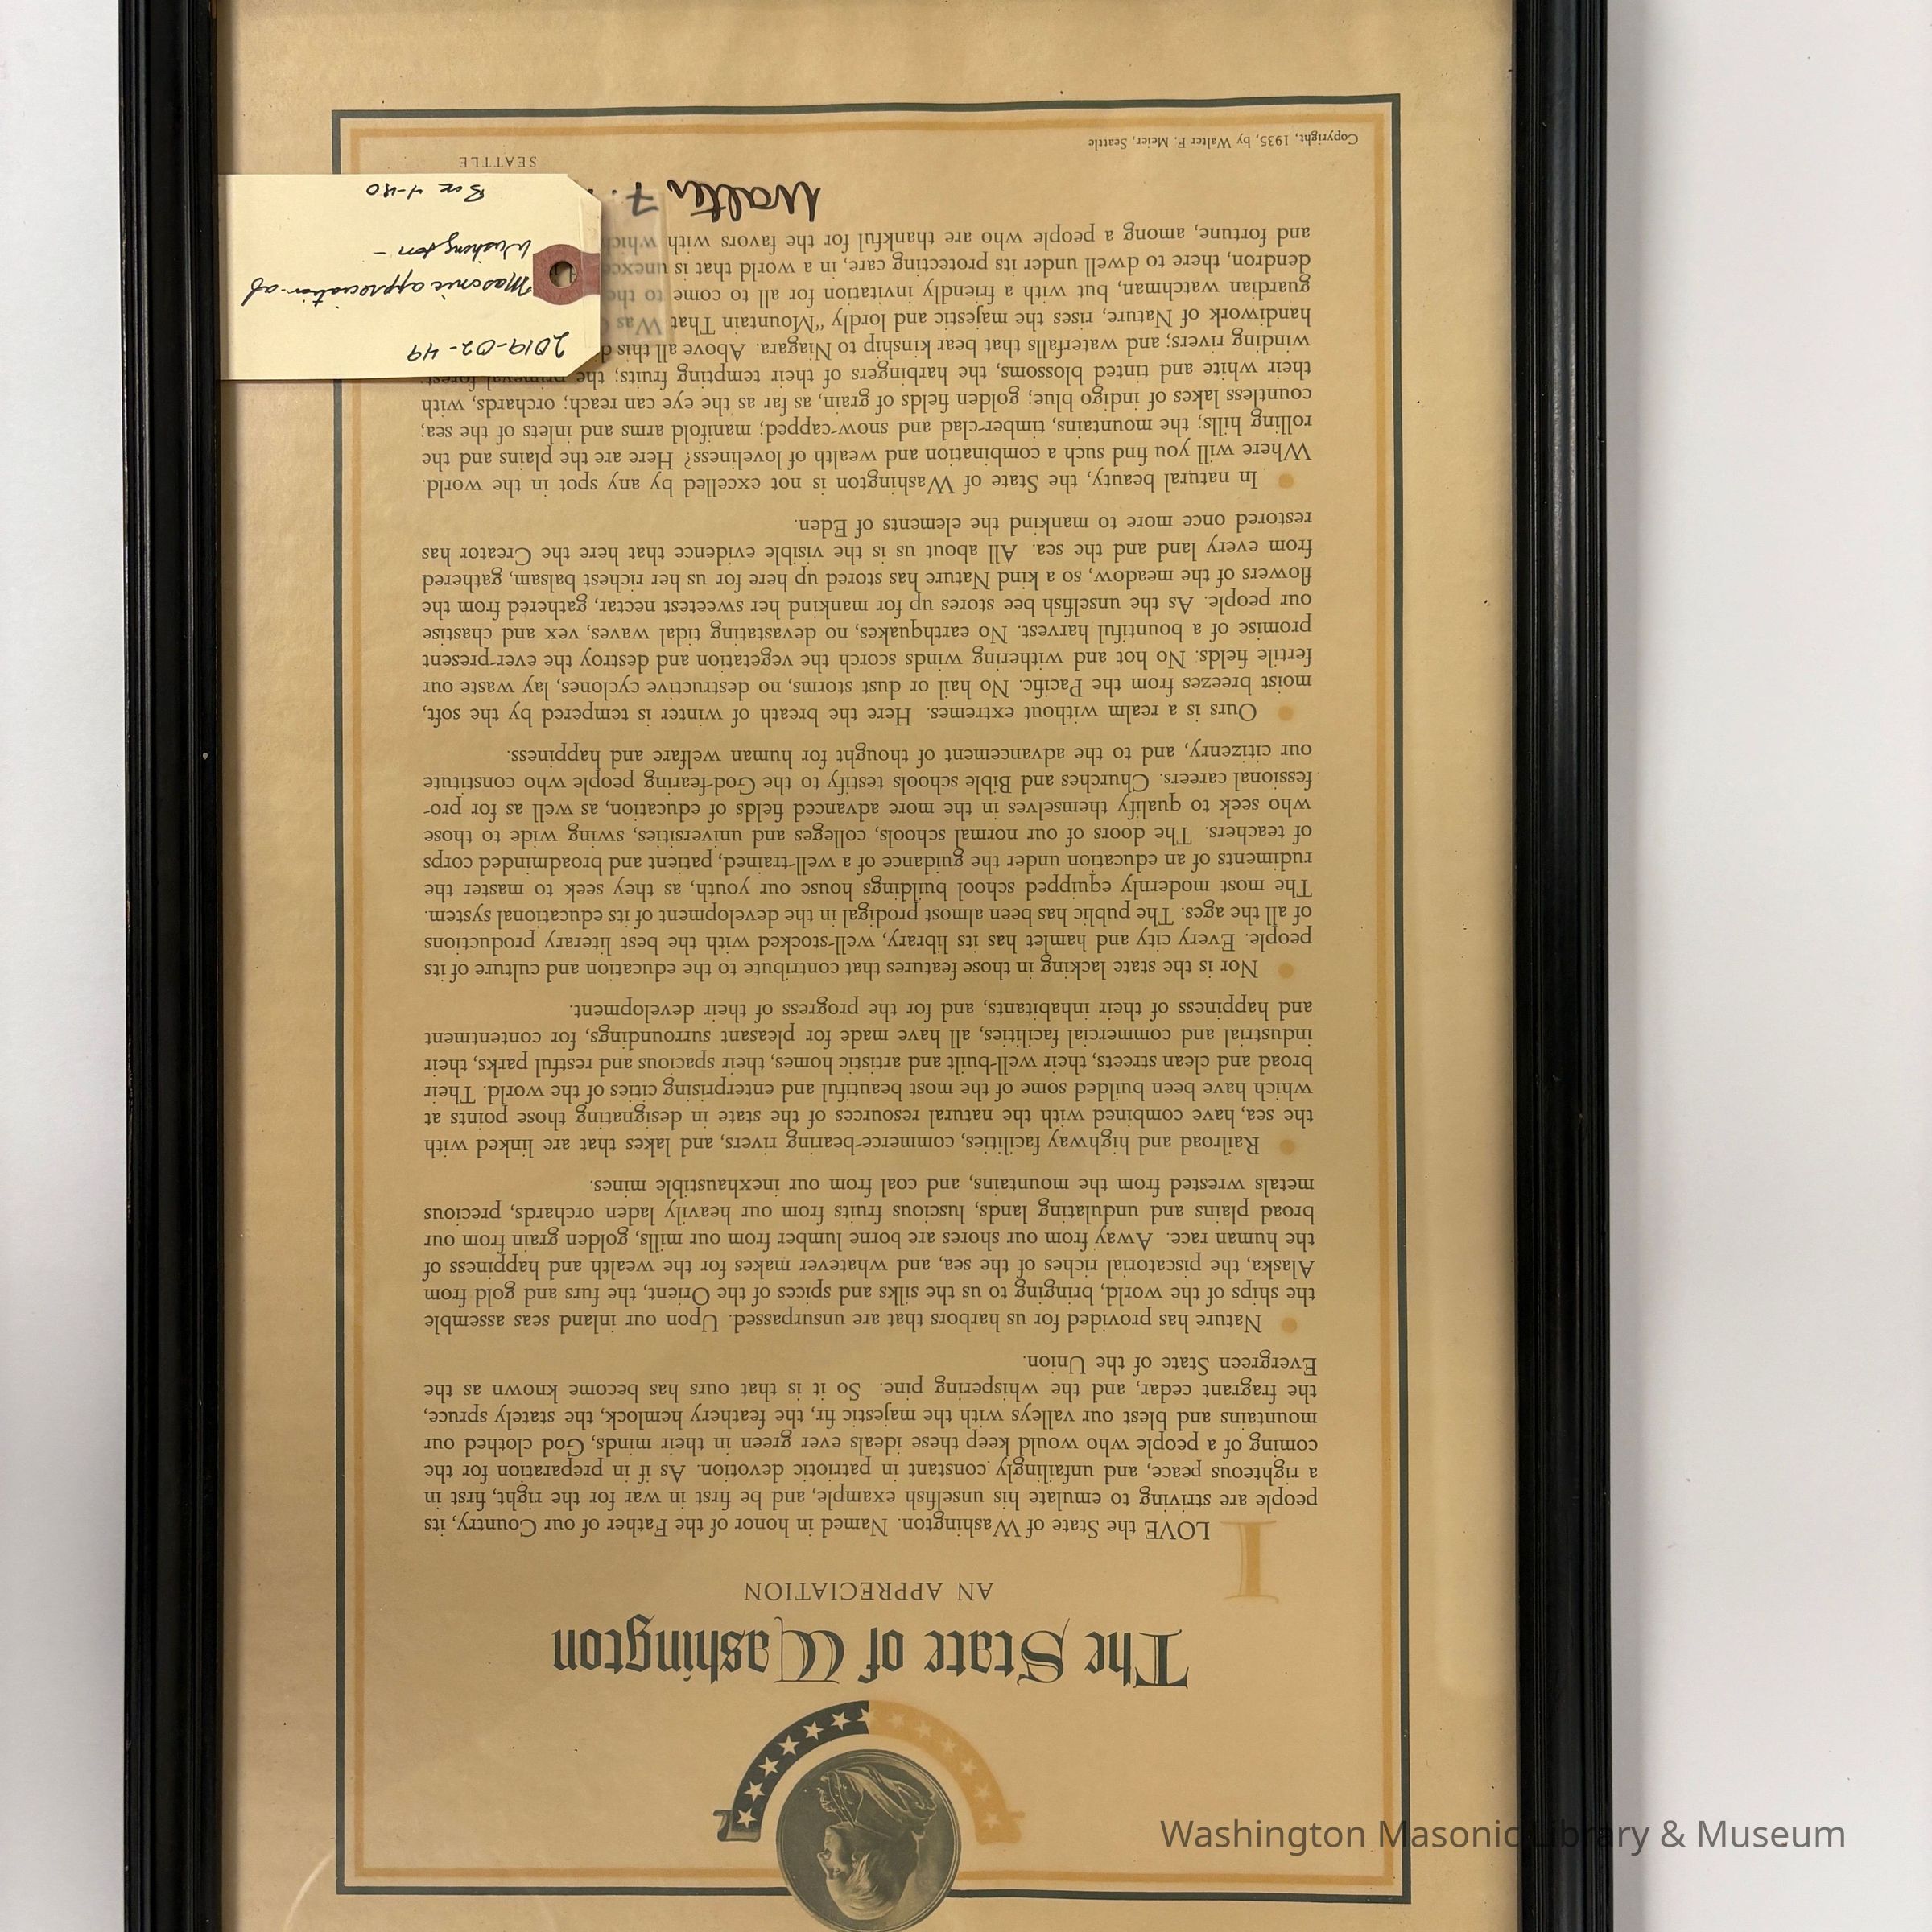 The State of Washington
AN APPRECIATION
I LOVE the State of Washington. Named in honor of the Father of our Country, its
people are striving to emulate his unselfish example, and be first in war for the right, first in
a righteous peace, and unfailingly constant in patriotic devotion. As if in preparation for the
coming of a people who would keep these ideals ever green in their minds, God clothed our
mountains and blest our valleys with the majestic fir, the feathery hemlock, the stately spruce,
the fragrant cedar, and the whispering pine. So it is that ours has become known as the
Evergreen State of the Union.
Nature has provided for us harbors that are unsurpassed. Upon our inland seas assemble
the ships of the world, bringing to us the silks and spices of the Orient, the furs and gold from
Alaska, the piscatorial riches of the sea, and whatever makes for the wealth and happiness of
the human race. Away from our shores are borne lumber from our mills, golden grain from our
broad plains and undulating lands, luscious fruits from our heavily laden orchards, precious
metals wrested from the mountains, and coal from our inexhaustible mines.
Railroad and highway facilities, commerce-bearing rivers, and lakes that are linked with
the sea, have combined with the natural resources of the state in designating those points at
which have been builded some of the most beautiful and enterprising cities of the world. Their
broad and clean streets, their well-built and artistic homes, their spacious and restful parks, their
industrial and commercial facilities, all have made for pleasant surroundings, for contentment
and happiness of their inhabitants, and for the progress of their development.
Nor is the state lacking in those features that contribute to the education and culture of its
people. Every city and hamlet has its library, well-stocked with the best literary productions
of all the ages. The public has been almost prodigal in the development of its educational system.
The most modernly equipped school buildings house our youth, as they seek to master the
rudiments of an education under the guidance of a well-trained, patient and broadminded corps
of teachers. The doors of our normal schools, colleges and universities, swing wide to those
who seek to qualify themselves in the more advanced fields of education, as well as for pro-
fessional careers. Churches and Bible schools testify to the God-fearing people who constitute
our citizenry, and to the advancement of thought for human welfare and happiness.
Ours is a realm without extremes. Here the breath of winter is tempered by the soft,
moist breezes from the Pacific. No hail or dust storms, no destructive cyclones, lay waste our
fertile fields. No hot and withering winds scorch the vegetation and destroy the ever-present
promise of a bountiful harvest. No earthquakes, no devastating tidal waves, vex and chastise
our people. As the unselfish bee stores up for mankind her sweetest nectar, gathered from the
flowers of the meadow, so a kind Nature has stored up here for us her richest balsam, gathered
from every land and the sea. All about us is the visible evidence that here the Creator has
restored once more to mankind the elements of Eden.
In natural beauty, the State of Washington is not excelled by any spot in the world.
Where will you find such a combination and wealth of loveliness? Here are the plains and the
rolling hills; the mountains, timber-clad and snow-capped; manifold arms and inlets of the sea;
countless lakes of indigo blue; golden fields of grain, as far as the eye can reach; orchards, with
their white and tinted blossoms, the harbingers of their tempting fruits; the primeval forest;
winding rivers; and waterfalls that bear kinship to Niagara. Above all this
handiwork of Nature, rises the majestic and lordly "Mountain That Was
guardian watchman, but with a friendly invitation for all to come to the
dendron, there to dwell under its protecting care, in a world that is
and fortune, among a people who are thankful for the favors with which
Walter F.
SEATTLE
Copyright, 1935, by Walter F. Meier, Seattle
2019-02-49
Masonic appreciation of
Washington -
Box 4-40
Washington Masonic Library & Museum